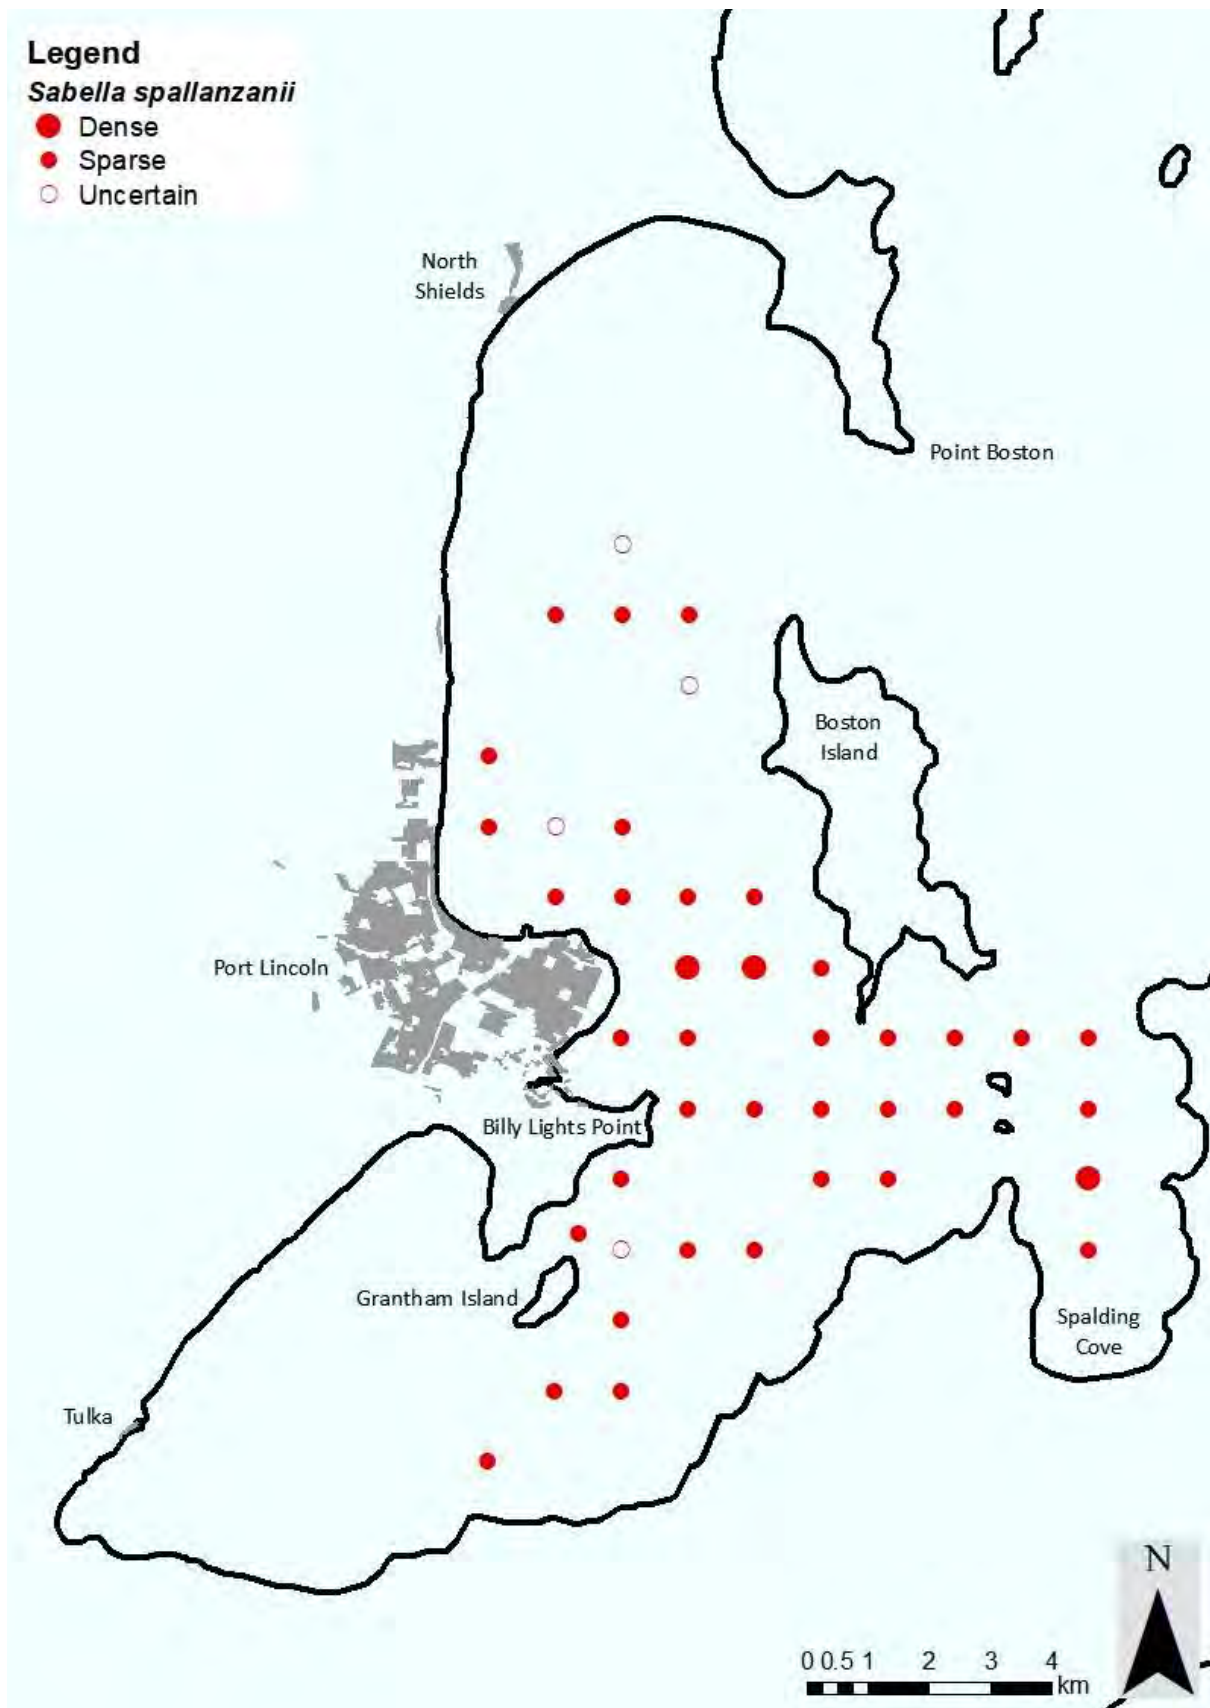 Legend
Sabella spallanzanii
Dense
Sparse
Uncertain
North
Shields
Point Boston
Boston
Island
Port Lincoln
Billy Lights Point
Grantham Island
Spalding
Cove
Tulka
N
0 0.5 1 2 3 4
km